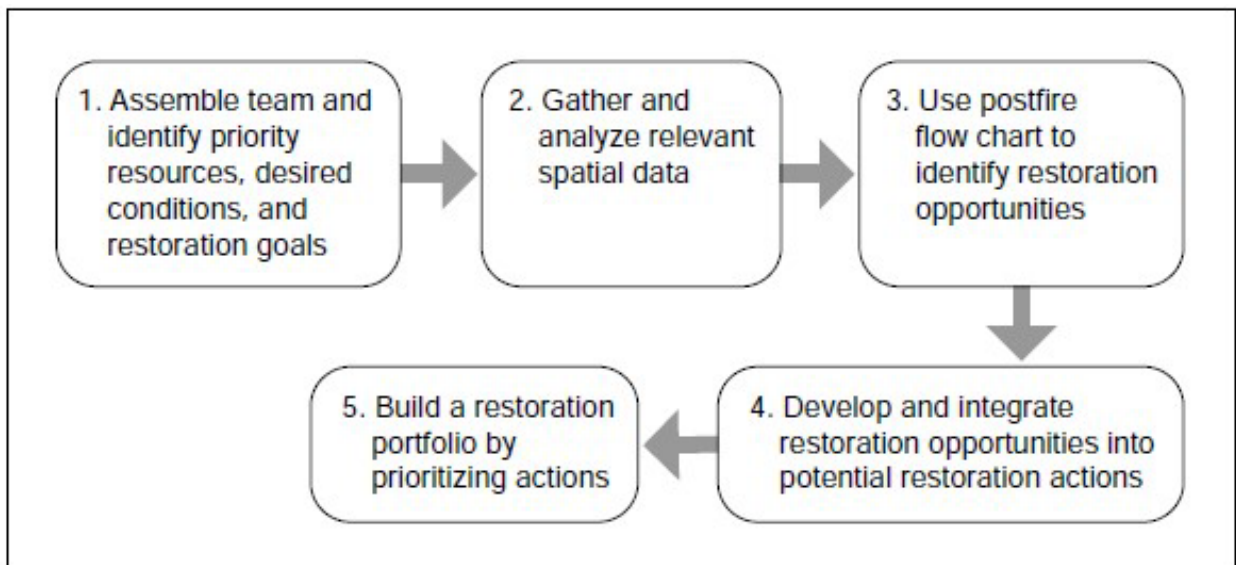 1. Assemble team and
identify priority
resources, desired
conditions, and
restoration goals
2. Gather and
analyze relevant
spatial data
3. Use postfire
flow chart to
identify restoration
opportunities
4. Develop and integrate
restoration opportunities into
potential restoration actions
5. Build a restoration
portfolio by
prioritizing actions